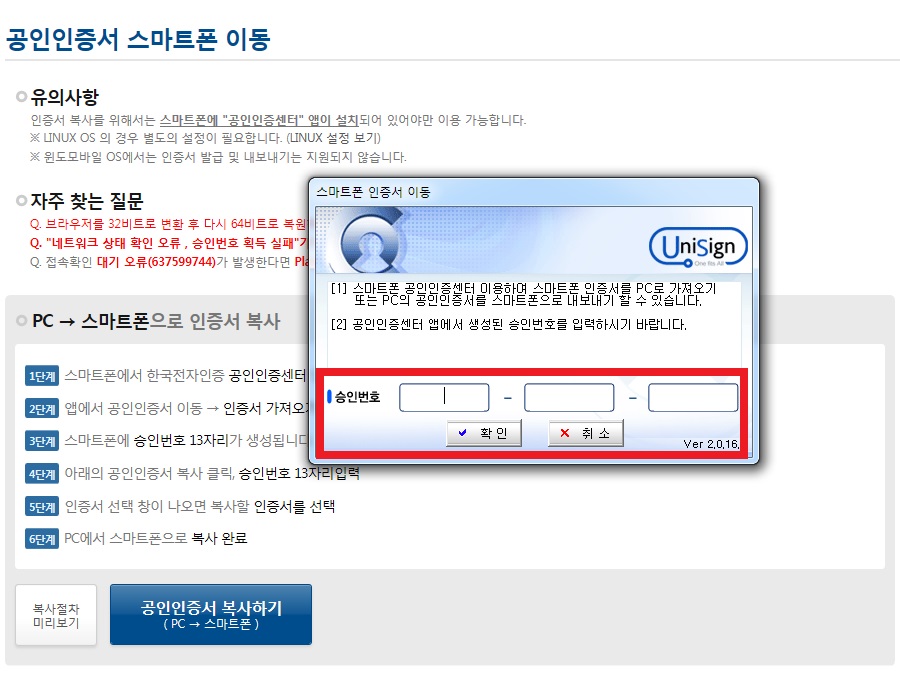 공인인증서 스마트폰 이동
유의사항
인증서 복사를 위해서는 스마트폰에 "공인인증센터" 앱이 설치되어 있어야만 이용 가능합니다.
※ LINUX OS 의 경우 별도의 설정이 필요합니다. (LINUX 설정 보기)
※ 윈도모바일 OS에서는 인증서 발급 및 내보내기는 지원되지 않습니다.
자주 찾는 질문
Q. 브라우저를 32비트로 변환 후 다시 64비트로 복원
Q. "네트워크 상태 확인 오류 , 승인번호 획득 실패"가
Q. 접속확인 대기 오류(637599744)가 발생한다면 Pla
스마트폰 인증서 이동
UniSign
One fits All
[1] 스마트폰 공인인증센터 이용하며 스마트폰 인증서를 PC로 가져오기
또는 PC의 공인인증서를 스마트폰으로 내보내기 할 수 있습니다.
[2] 공인인증센터 앱에서 생성된 승인번호를 입력하시기 바랍니다.
승인번호 - -
확 인 취 소
Ver 2,0,16,
PC → 스마트폰으로 인증서 복사
1단계 스마트폰에서 한국전자인증 공인인증센터
2단계 앱에서 공인인증서 이동 → 인증서 가져오기
3단계 스마트폰에 승인번호 13자리가 생성됩니다
4단계 아래의 공인인증서 복사 클릭, 승인번호 13자리입력
5단계 인증서 선택 창이 나오면 복사할 인증서를 선택
6단계 PC에서 스마트폰으로 복사 완료
복사절차
미리보기
공인인증서 복사하기
( PC → 스마트폰 )